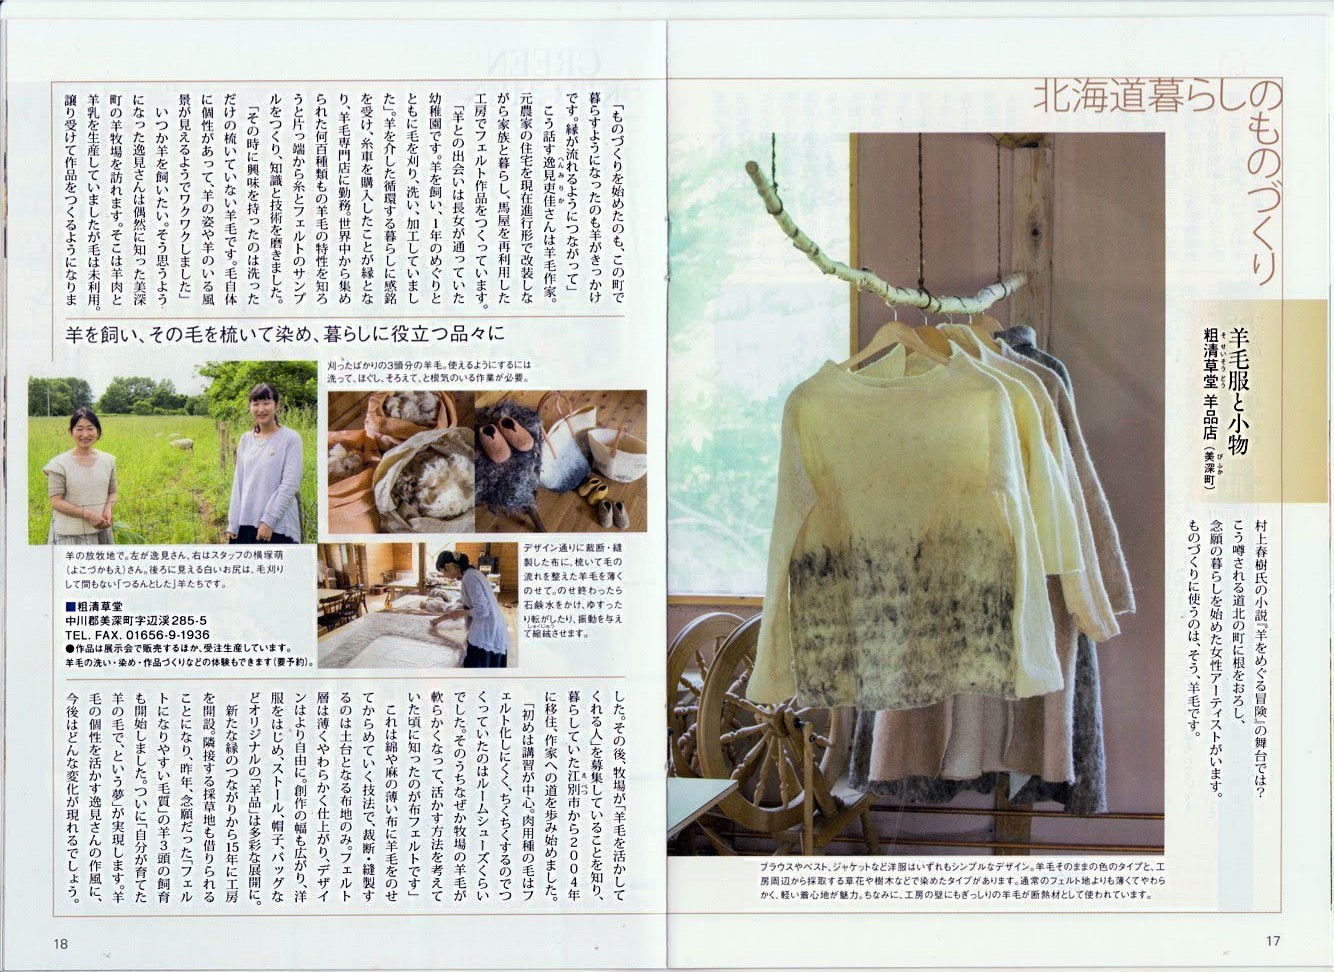 北海道暮らしのものづくり
羊毛服と小物
粗清草堂 羊品店(美深町)
そせいそうどう
びふか
村上春樹氏の小説『羊をめぐる冒険』の舞台では?
こう噂される道北の町に根をおろし、
念願の暮らしを始めた女性アーティストがいます。
ものづくりに使うのは、そう、羊毛です。
ブラウスやベスト、ジャケットなど洋服はいずれもシンプルなデザイン。羊毛そのままの色のタイプと、工
房周辺から採取する草花や樹木などで染めたタイプがあります。通常のフェルト地よりも薄くてやわら
かく、軽い着心地が魅力。ちなみに、工房の壁にもぎっしりの羊毛が断熱材として使われています。
17
「ものづくりを始めたのも、この町で
暮らすようになったのも羊がきっかけ
です。縁が流れるようにつながって」
こう話す逸見吏佳さんは羊毛作家。
へんみりか
元農家の住宅を現在進行形で改装しな
がら家族と暮らし、馬屋を再利用した
工房でフェルト作品をつくっています。
「羊との出会いは長女が通っていた
幼稚園です。羊を飼い、1年のめぐりと
ともに毛を刈り、洗い、加工していまし
た」。羊を介した循環する暮らしに感銘
を受け、糸車を購入したことが縁とな
り、羊毛専門店に勤務。世界中から集め
られた何百種類もの羊毛の特性を知ろ
うと片っ端から糸とフェルトのサンプ
ルをつくり、知識と技術を磨きました。
「その時に興味を持ったのは洗った
だけの梳いていない羊毛です。毛自体
に個性があって、羊の姿や羊のいる風
景が見えるようでワクワクしました」
いつか羊を飼いたい。そう思うよう
になった逸見さんは偶然に知った美深
町の羊牧場を訪れます。そこは羊肉と
羊乳を生産していましたが毛は未利用。
譲り受けて作品をつくるようになりま
羊を飼い、その毛を梳いて染め、暮らしに役立つ品々に
刈ったばかりの3頭分の羊毛。使えるようにするには
洗って、ほぐし、そろえて、と根気のいる作業が必要。
羊の放牧地で。左が逸見さん、右はスタッフの横塚萌
(よこづかもえ)さん。後ろに見える白いお尻は、毛刈り
して間もない「つるんとした」羊たちです。
■粗清草堂
中川郡美深町字辺渓285-5
TEL. FAX. 01656-9-1936
●作品は展示会で販売するほか、受注生産しています。
羊毛の洗い・染め・作品づくりなどの体験もできます(要予約)。
デザイン通りに裁断・縫
製した布に、梳いて毛の
流れを整えた羊毛を薄く
のせて。のせ終わったら
石鹸水をかけ、ゆすった
り転がしたり、振動を与え
て縮絨させます。
しゅくじゅう
した。その後、牧場が「羊毛を活かして
くれる人」を募集していることを知り、
暮らしていた江別市から2004年
えべつ
に移住、作家への道を歩み始めました。
「初めは講習が中心。肉用種の毛はフ
ェルト化しにくく、ちくちくするのでつ
くっていたのはルームシューズくらい
でした。そのうちなぜか牧場の羊毛が
軟らかくなって、活かす方法を考えて
いた頃に知ったのが布フェルトです」
これは綿や麻の薄い布に羊毛をのせ
てからめていく技法で、裁断・縫製す
るのは土台となる布地のみ。フェルト
層は薄くやわらかく仕上がり、デザイ
ンはより自由に。創作の幅も広がり、洋
服をはじめ、ストール、帽子、バッグな
どオリジナルの「羊品」は多彩な展開に。
新たな縁のつながりから15年に工房
を開設。隣接する採草地も借りられる
ことになり、昨年、念願だった「フェル
トになりやすい毛質」の羊3頭の飼育
も開始しました。ついに「自分が育てた
羊の毛で、という夢」が実現します。羊
毛の個性を活かす逸見さんの作風に、
今後はどんな変化が現れるでしょう。
18